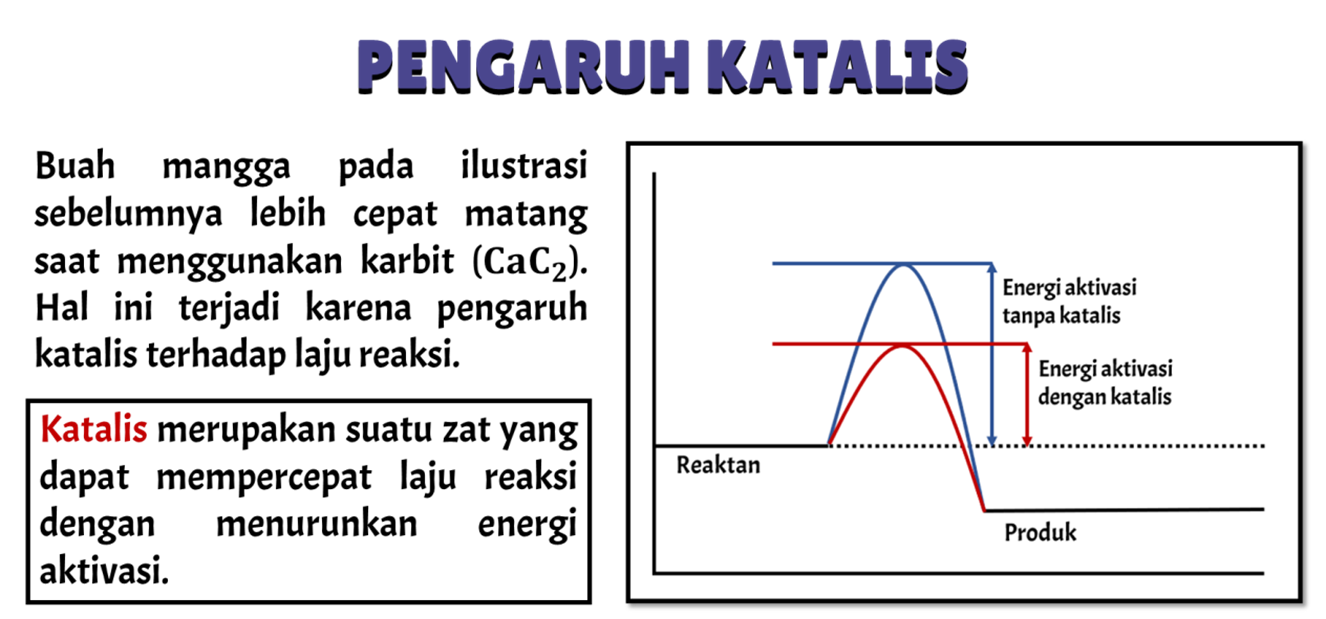 PENGARUH KATALIS
Buah mangga pada ilustrasi
sebelumnya lebih cepat matang
saat menggunakan karbit (CaC₂).
Hal ini terjadi karena pengaruh
katalis terhadap laju reaksi.
Katalis merupakan suatu zat yang
dapat mempercepat laju reaksi
dengan menurunkan energi
aktivasi.
Energi aktivasi
tanpa katalis
Energi aktivasi
dengan katalis
Reaktan
Produk